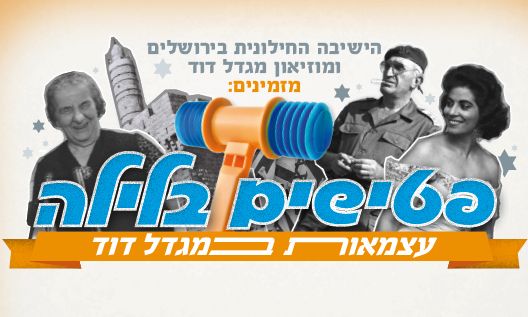 הישיבה החילונית בירושלים
ומוזיאון מגדל דוד
מזמינים:
פטישים בלילה
עצמאות במגדל דוד